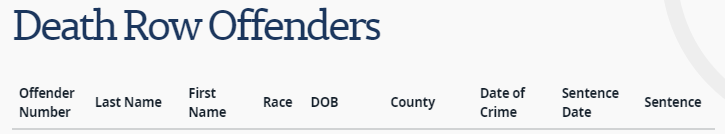 Death Row Offenders
Offender Number Last Name First Name Race DOB County Date of Crime Sentence Date Sentence